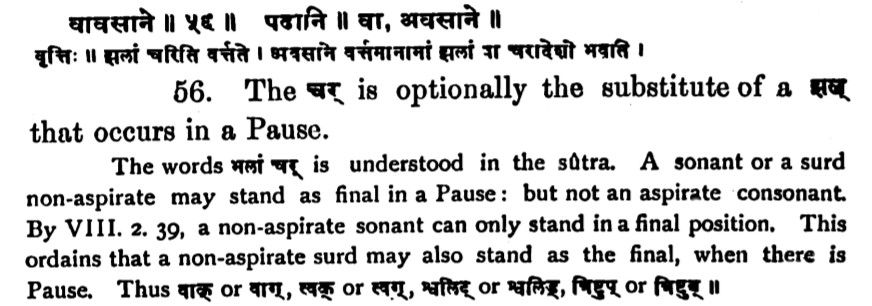 वावसाने ॥ ५६ ॥ पदानि ॥ वा, अवसाने ॥
वृत्तिः ॥ झलां चरिति वर्त्तते । अवसाने वर्त्तमानानां झलां वा चरादेशो भवति ।
56. The चर् is optionally the substitute of a झल्
that occurs in a Pause.
The words झलां चर् is understood in the sûtra. A sonant or a surd
non-aspirate may stand as final in a Pause : but not an aspirate consonant.
By VIII. 2. 39, a non-aspirate sonant can only stand in a final position. This
ordains that a non-aspirate surd may also stand as the final, when there is
Pause. Thus वाक् or वाग्, त्वक् or त्वग्, श्वलिट् or श्वलिड्, त्रिष्टुप् or त्रिष्टुब् ॥